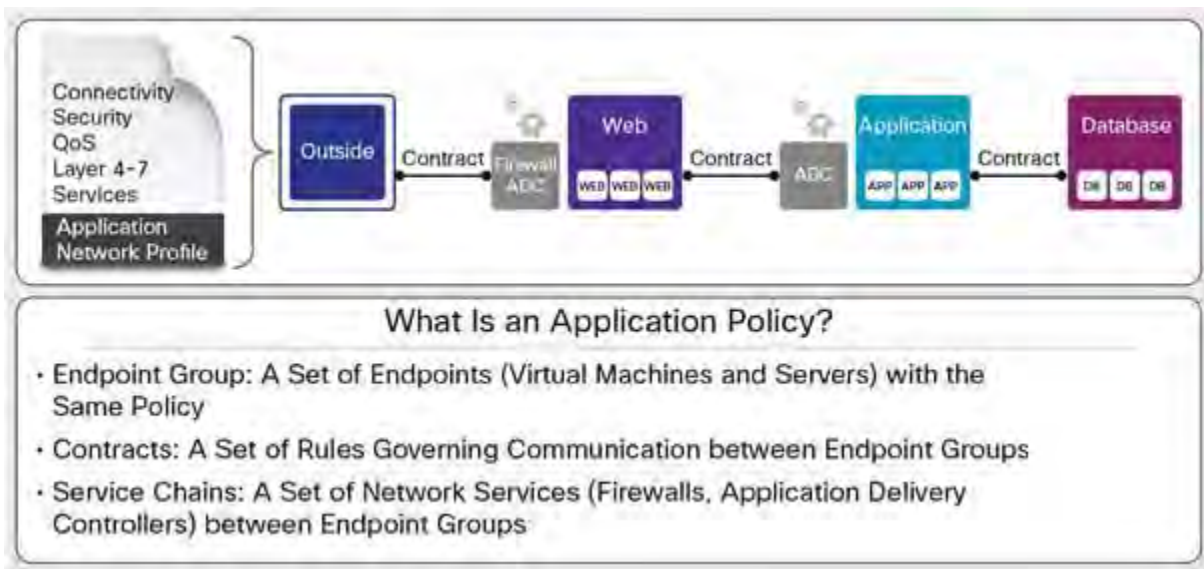 Connectivity
Security
QoS
Layer 4-7
Services
Application
Network Profile
Outside
Contract
Firewall
ADC
Web
WEB WEB WEB
Contract
ADC
Application
APP APP APP
Contract
Database
DB DB DB
What Is an Application Policy?
· Endpoint Group: A Set of Endpoints (Virtual Machines and Servers) with the
Same Policy
· Contracts: A Set of Rules Governing Communication between Endpoint Groups
· Service Chains: A Set of Network Services (Firewalls, Application Delivery
Controllers) between Endpoint Groups